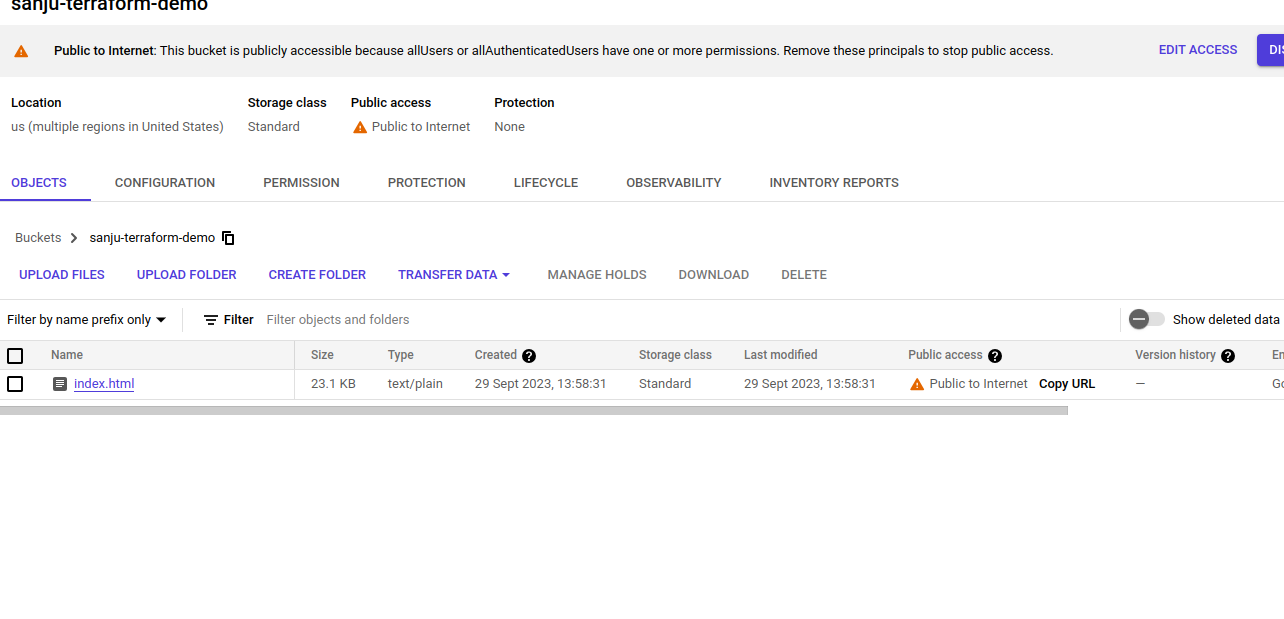 sanju-terraform-demo
Public to Internet: This bucket is publicly accessible because allUsers or allAuthenticatedUsers have one or more permissions. Remove these principals to stop public access. EDIT ACCESS
Location Storage class Public access Protection
us (multiple regions in United States) Standard Public to Internet None
OBJECTS CONFIGURATION PERMISSION PROTECTION LIFECYCLE OBSERVABILITY INVENTORY REPORTS
Buckets sanju-terraform-demo
UPLOAD FILES UPLOAD FOLDER CREATE FOLDER TRANSFER DATA MANAGE HOLDS DOWNLOAD DELETE
Filter by name prefix only Filter Filter objects and folders Show deleted data
Name Size Type Created Storage class Last modified Public access Version history
index.html 23.1 KB text/plain 29 Sept 2023, 13:58:31 Standard 29 Sept 2023, 13:58:31 Public to Internet Copy URL —